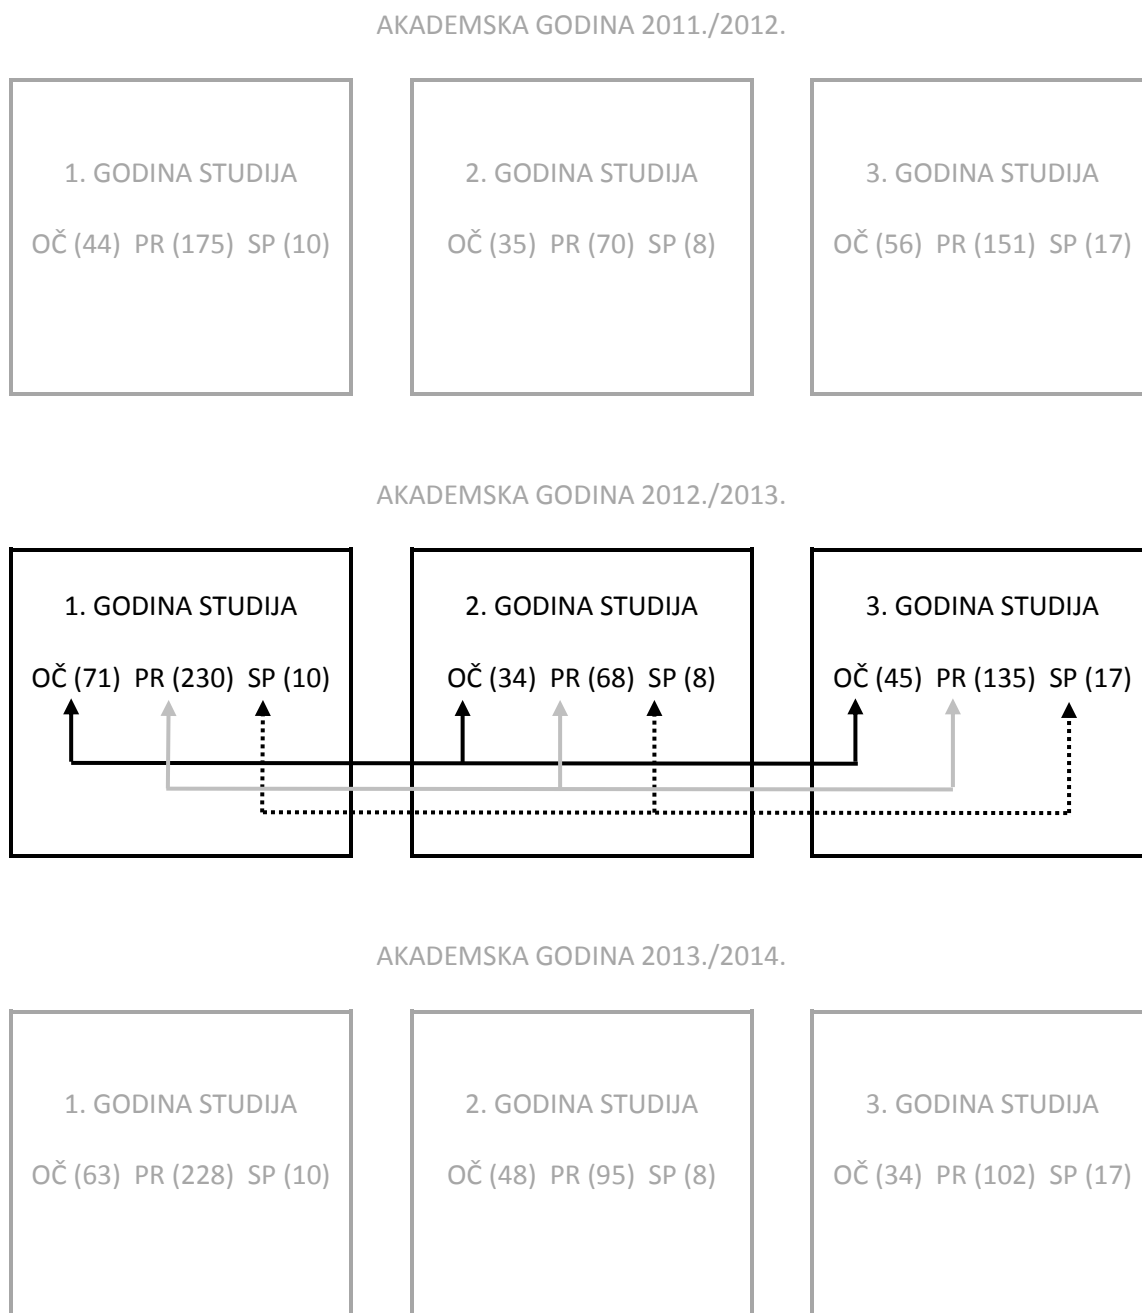 AKADEMSKA GODINA 2011./2012.
1. GODINA STUDIJA
OČ (44) PR (175) SP (10)
2. GODINA STUDIJA
OČ (35) PR (70) SP (8)
3. GODINA STUDIJA
OČ (56) PR (151) SP (17)
AKADEMSKA GODINA 2012./2013.
1. GODINA STUDIJA
OČ (71) PR (230) SP (10)
2. GODINA STUDIJA
OČ (34) PR (68) SP (8)
3. GODINA STUDIJA
OČ (45) PR (135) SP (17)
AKADEMSKA GODINA 2013./2014.
1. GODINA STUDIJA
OČ (63) PR (228) SP (10)
2. GODINA STUDIJA
OČ (48) PR (95) SP (8)
3. GODINA STUDIJA
OČ (34) PR (102) SP (17)